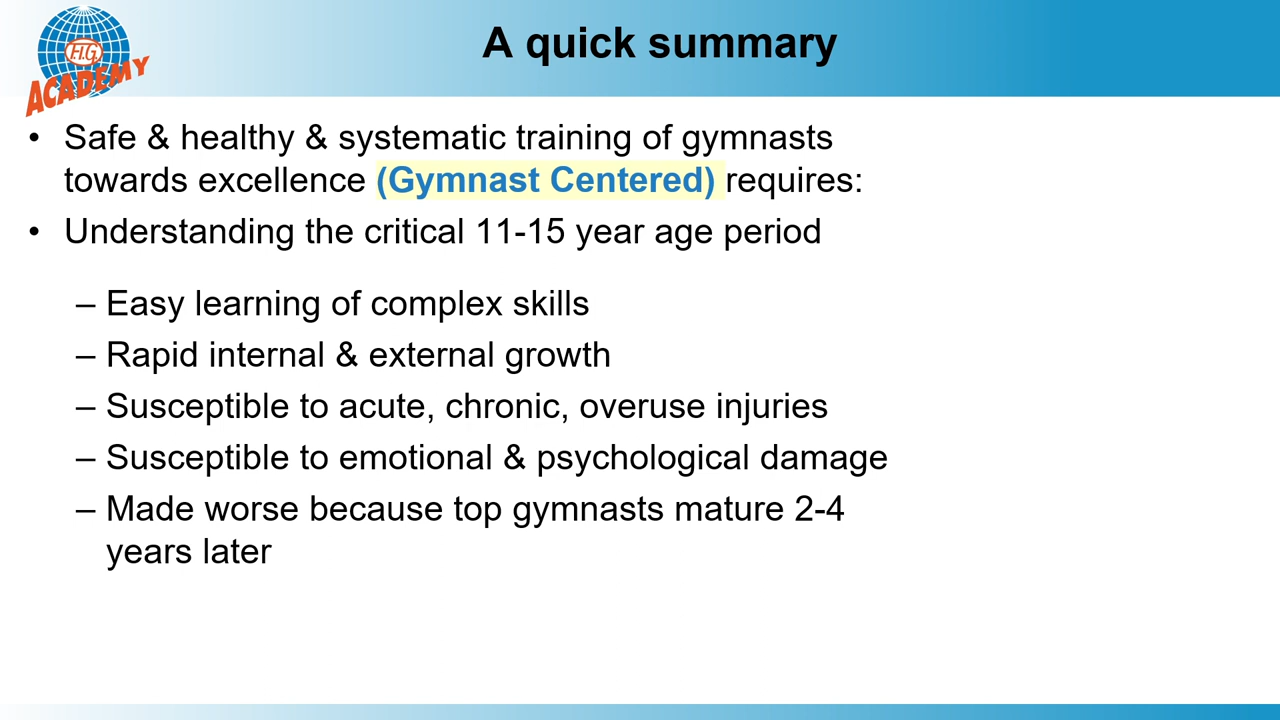 F.I.G.
ACADEMY
A quick summary
• Safe & healthy & systematic training of gymnasts
towards excellence (Gymnast Centered) requires:
• Understanding the critical 11-15 year age period
– Easy learning of complex skills
– Rapid internal & external growth
– Susceptible to acute, chronic, overuse injuries
– Susceptible to emotional & psychological damage
– Made worse because top gymnasts mature 2-4
years later